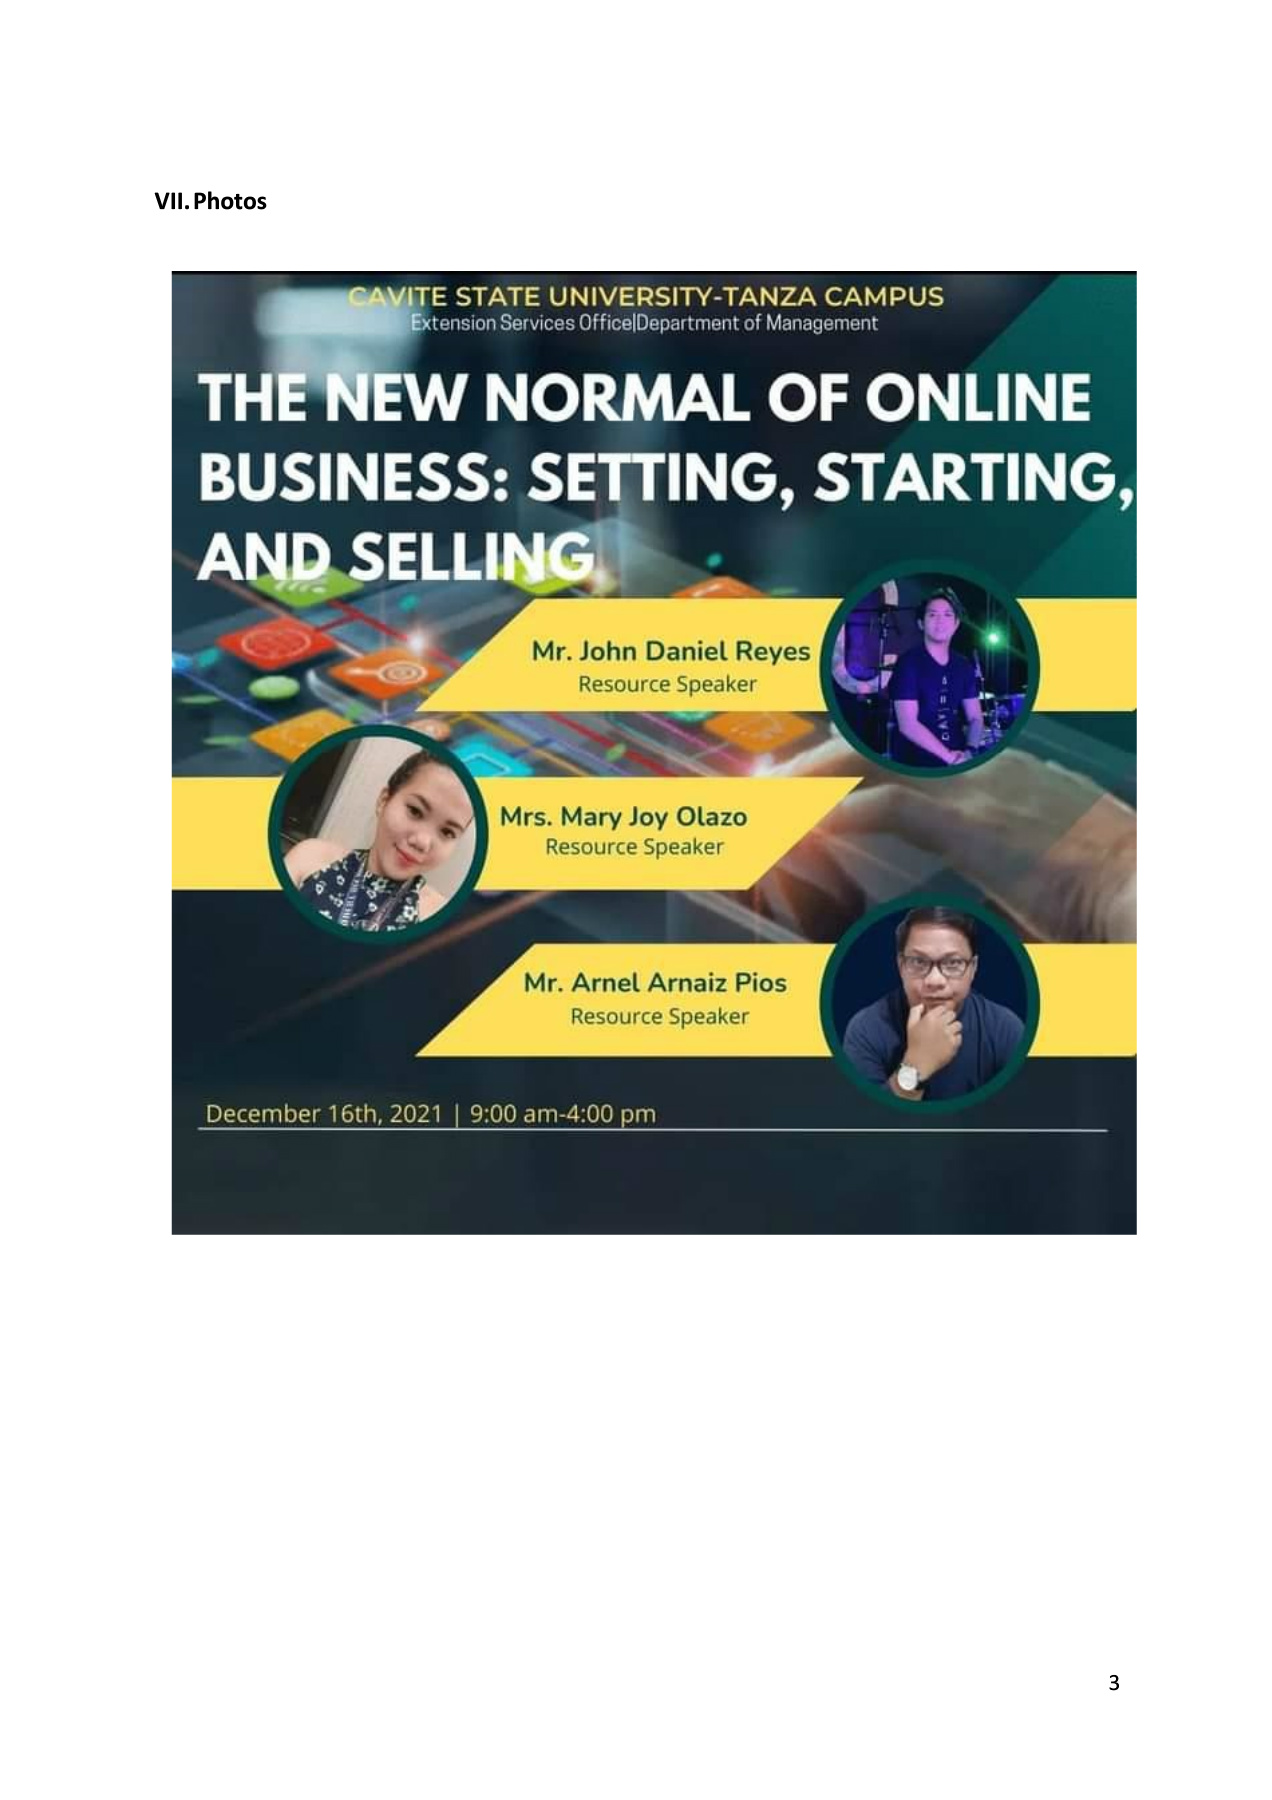 VII. Photos
CAVITE STATE UNIVERSITY-TANZA CAMPUS
Extension Services Office|Department of Management
THE NEW NORMAL OF ONLINE
BUSINESS: SETTING, STARTING,
AND SELLING
Mr. John Daniel Reyes
Resource Speaker
Mrs. Mary Joy Olazo
Resource Speaker
Mr. Arnel Arnaiz Pios
Resource Speaker
December 16th, 2021 | 9:00 am-4:00 pm
3